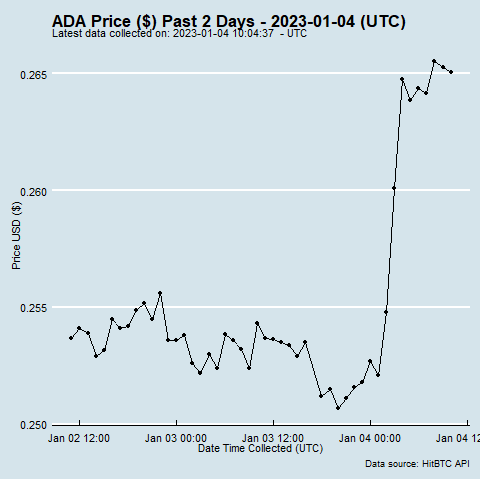 ADA Price ($) Past 2 Days - 2023-01-04 (UTC)
Latest data collected on: 2023-01-04 10:04:37 - UTC
0.265
0.260
0.255
0.250
Price USD ($)
Jan 02 12:00 Jan 03 00:00 Jan 03 12:00 Jan 04 00:00 Jan 04 12
Date Time Collected (UTC)
Data source: HitBTC API